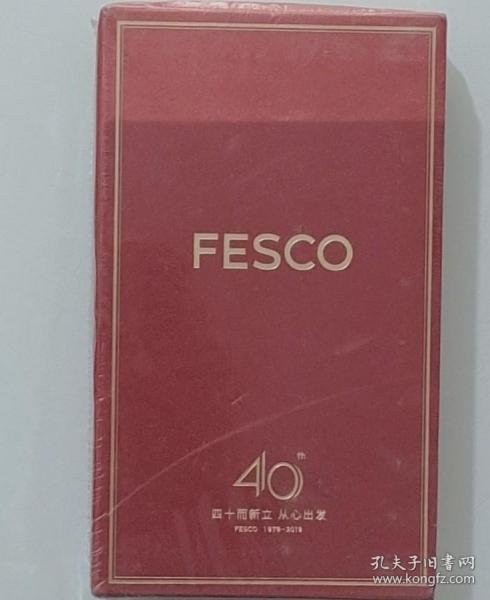 FESCO
40th
四十而新立 从心出发
FESCO 1979-2019
孔夫子旧书网
www.kongfz.com